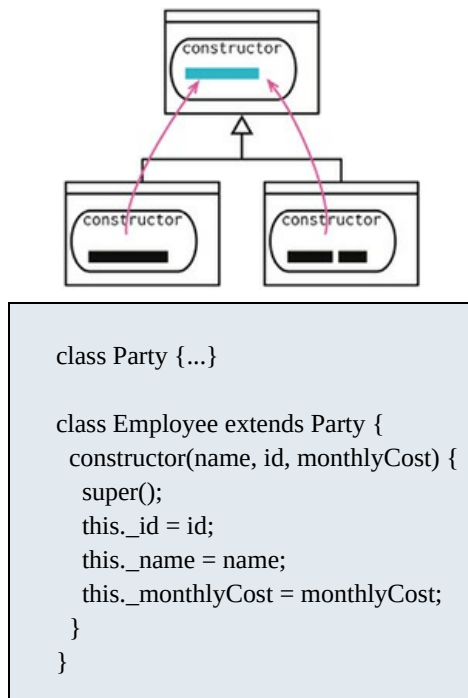 constructor
constructor
constructor
class Party {...}
class Employee extends Party {
constructor(name, id, monthlyCost) {
super();
this._id = id;
this._name = name;
this._monthlyCost = monthlyCost;
}
}